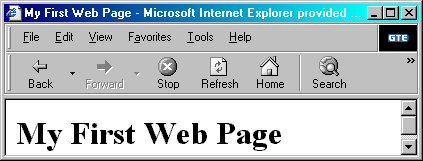 My First Web Page - Microsoft Internet Explorer provided ...
File Edit View Favorites Tools Help
GTE
Back Forward Stop Refresh Home Search »
My First Web Page